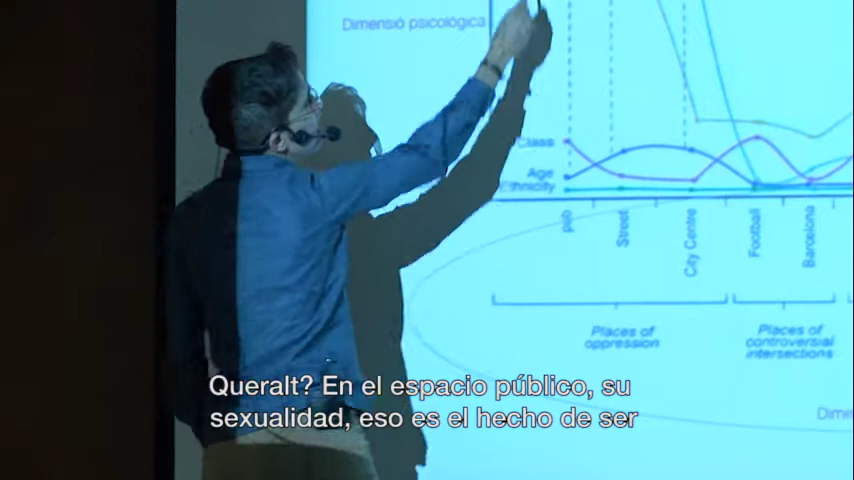 Dimensió psicològica
Class
Age
Ethnicity
pub
Street
City Centre
Football
Barcelona
Places of
oppression
Places of
controversial
intersections
Dime
Queralt? En el espacio público, su
sexualidad, eso es el hecho de ser